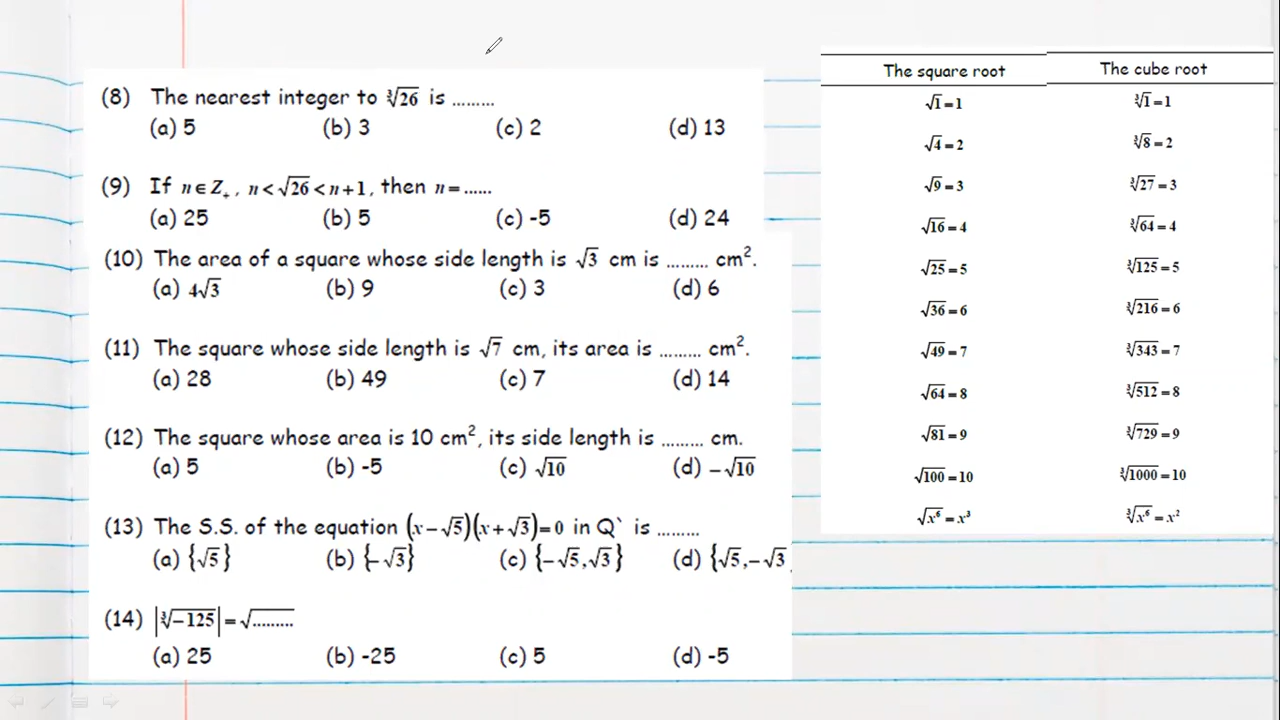 (8) The nearest integer to ∛26 is .........
(a) 5 (b) 3 (c) 2 (d) 13
(9) If n ∈ Z₊ , n < √26 < n + 1 , then n = ......
(a) 25 (b) 5 (c) -5 (d) 24
(10) The area of a square whose side length is √3 cm is ........ cm².
(a) 4√3 (b) 9 (c) 3 (d) 6
(11) The square whose side length is √7 cm, its area is ........ cm².
(a) 28 (b) 49 (c) 7 (d) 14
(12) The square whose area is 10 cm², its side length is ........ cm.
(a) 5 (b) -5 (c) √10 (d) −√10
(13) The S.S. of the equation (x − √5)(x + √3) = 0 in Q` is .........
(a) {√5} (b) {−√3} (c) {−√5, √3} (d) {√5, −√3
(14) |∛−125| = √.........
(a) 25 (b) -25 (c) 5 (d) -5
The square root The cube root
√1 = 1 ∛1 = 1
√4 = 2 ∛8 = 2
√9 = 3 ∛27 = 3
√16 = 4 ∛64 = 4
√25 = 5 ∛125 = 5
√36 = 6 ∛216 = 6
√49 = 7 ∛343 = 7
√64 = 8 ∛512 = 8
√81 = 9 ∛729 = 9
√100 = 10 ∛1000 = 10
√x⁶ = x³ ∛x⁶ = x²